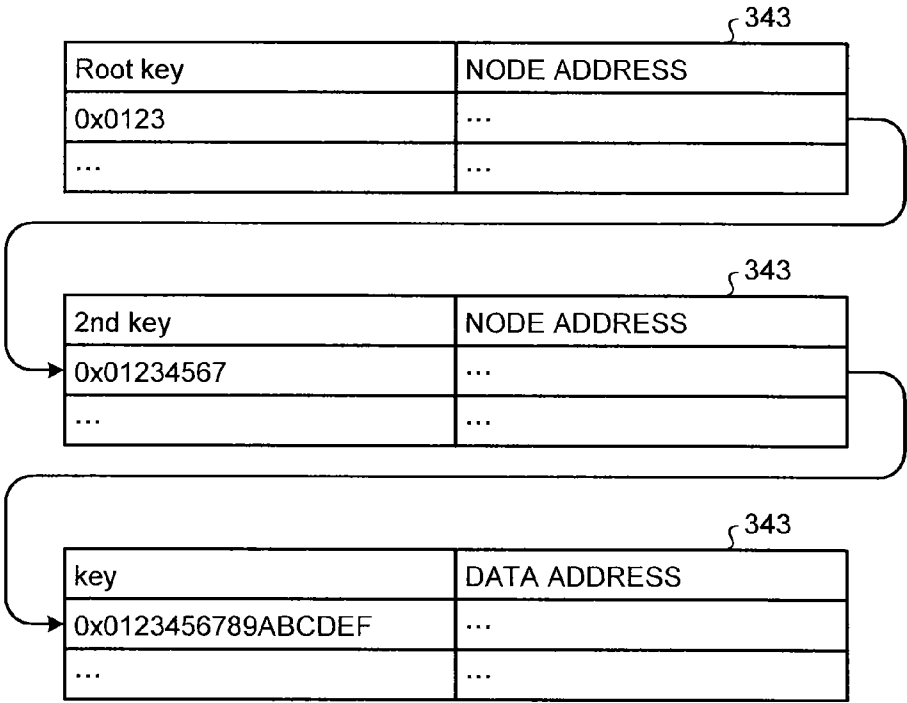 343
Root key NODE ADDRESS
0x0123 ...
... ...
343
2nd key NODE ADDRESS
0x01234567 ...
... ...
343
key DATA ADDRESS
0x0123456789ABCDEF ...
... ...